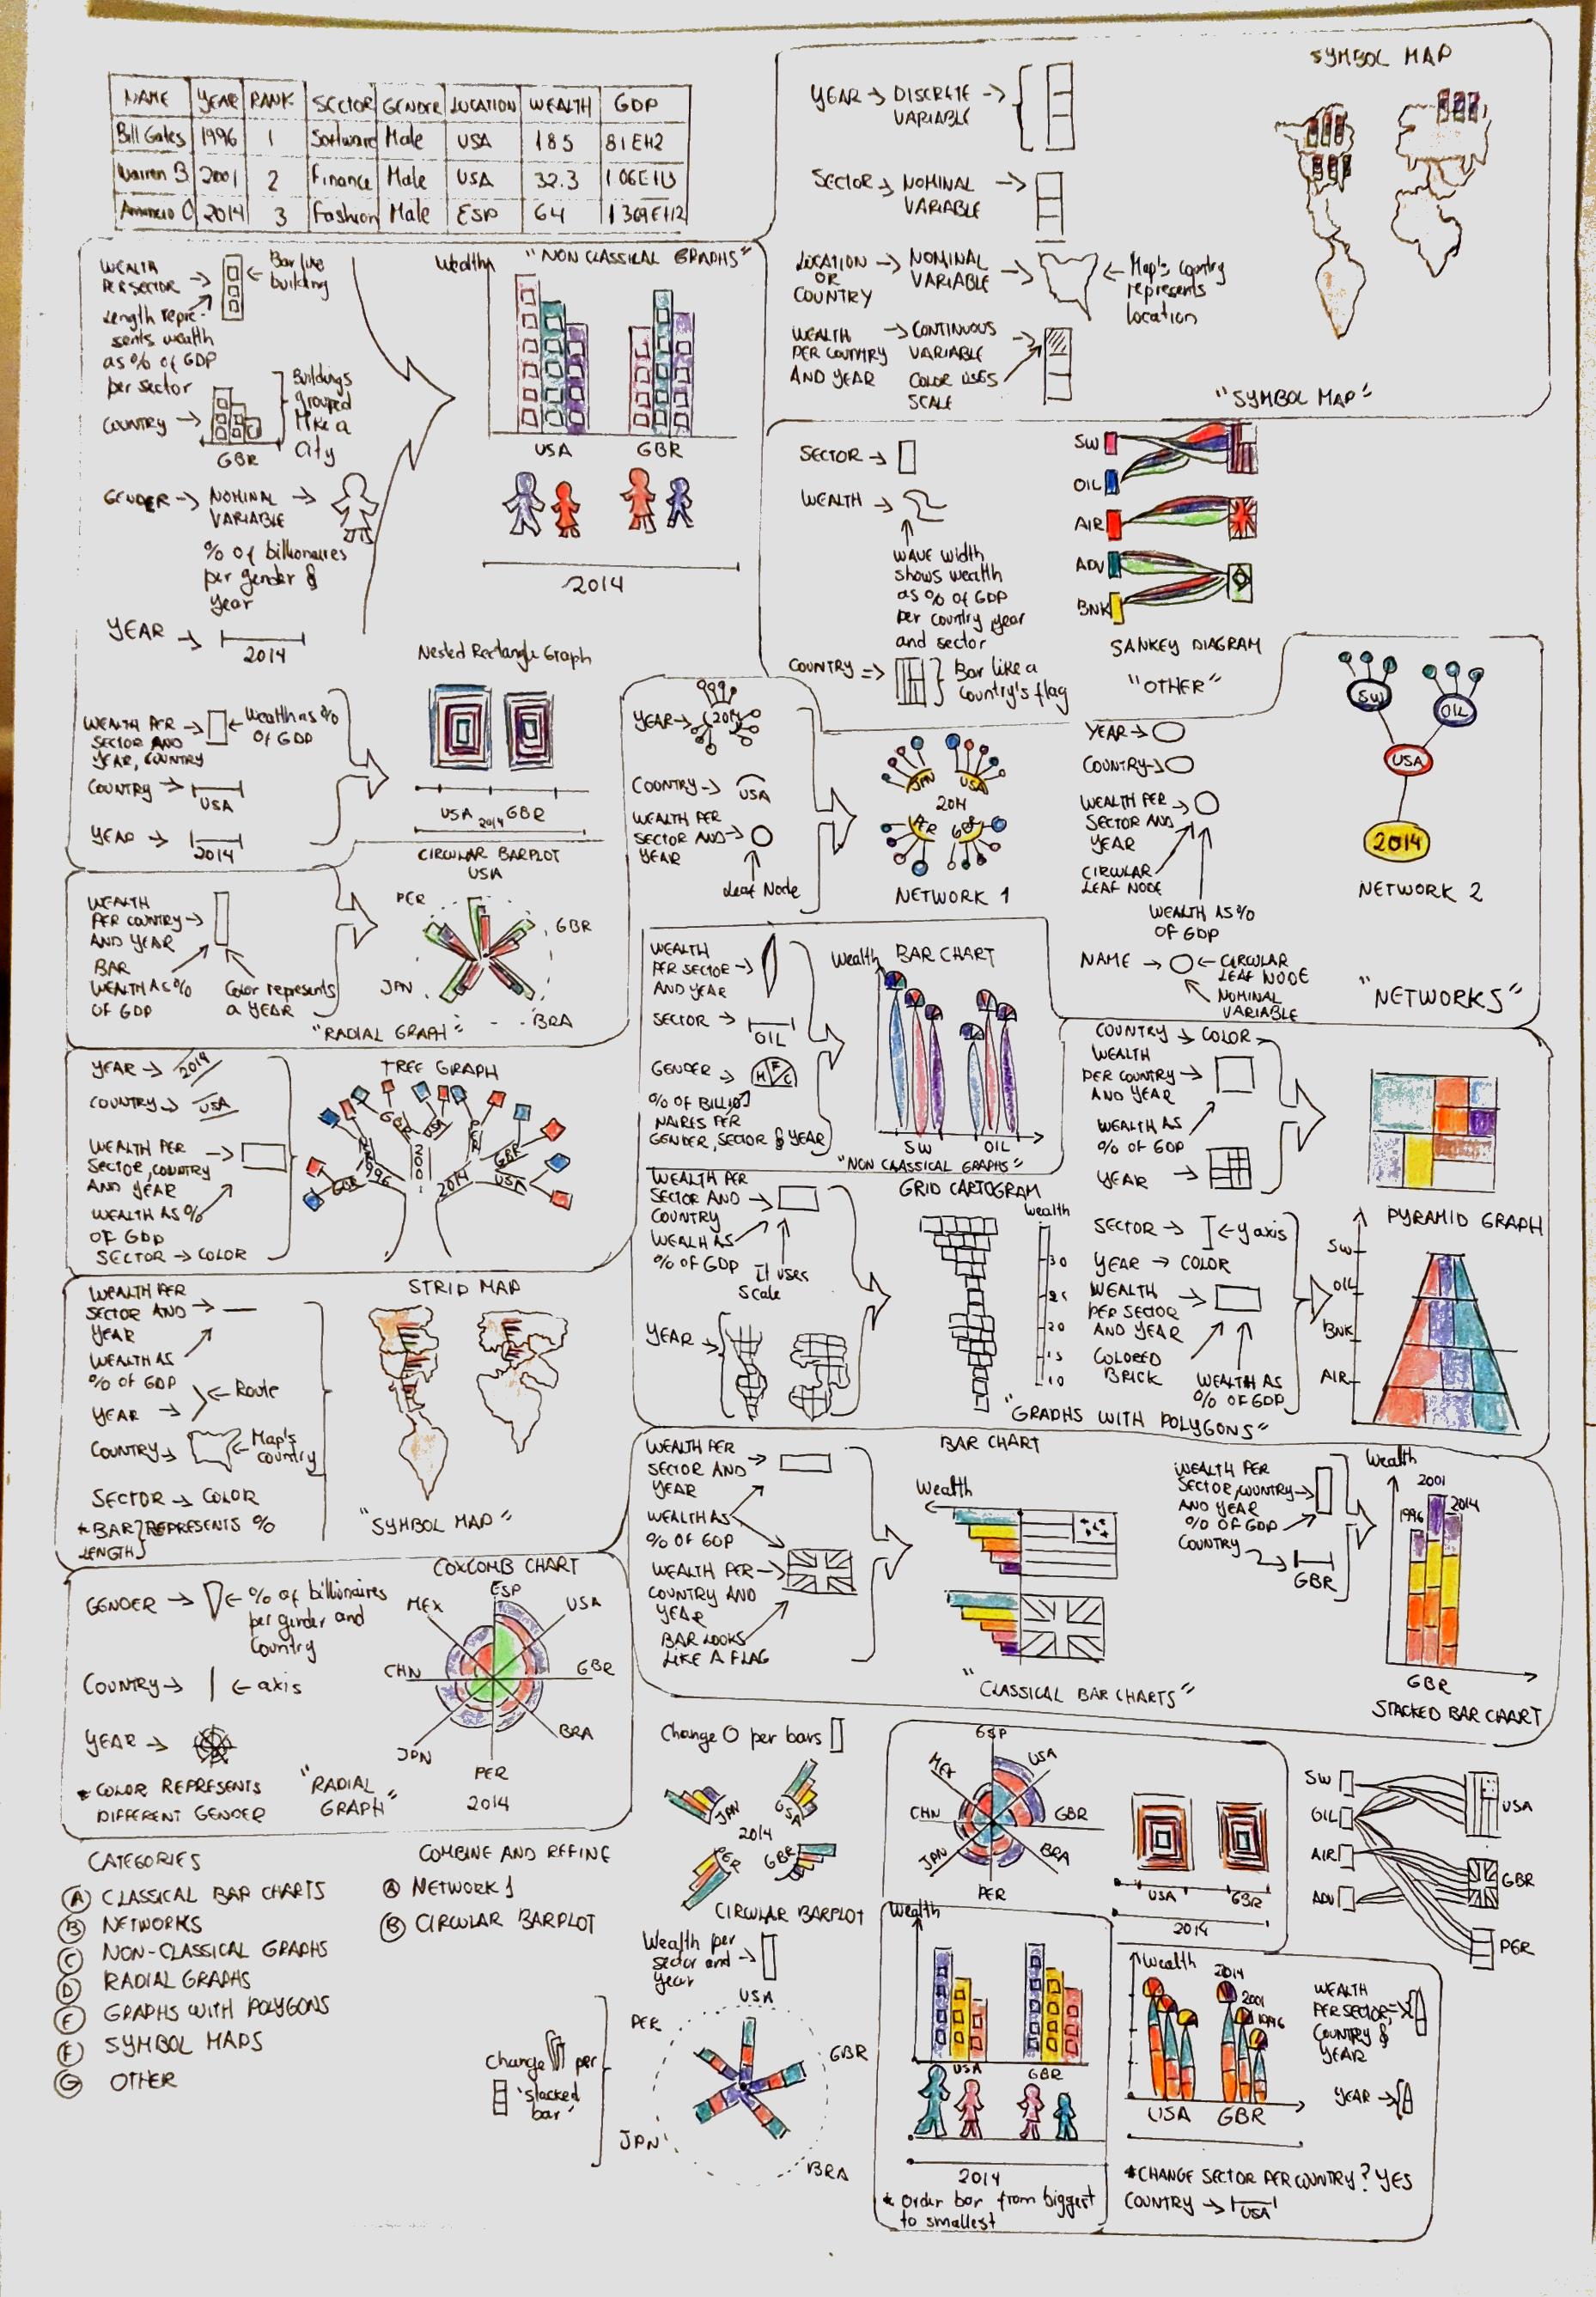 NAME YEAR RANK SECTOR GENDER LOCATION WEALTH GDP
Bill Gates 1996 1 Software Male USA 18.5
Warren B 2001 2 Finance Male USA 32.3
Amancio O 2014 3 Fashion Male ESP 64
SYMBOL MAP
YEAR → DISCRETE →
VARIABLE
SECTOR → NOMINAL →
VARIABLE
LOCATION → NOMINAL →
OR VARIABLE
COUNTRY
← Map's country
represents
location
WEALTH → CONTINUOUS →
PER COUNTRY VARIABLE
AND YEAR COLOR USES
SCALE
"SYMBOL MAP"
"NON CLASSICAL GRAPHS"
WEALTH
PER SECTOR →
← Bar like
building
Length repre-
sents wealth
as % of GDP
per sector
COUNTRY →
GBR
Buildings
grouped
like a
city
GENDER → NOMINAL →
VARIABLE
% of billionaires
per gender &
year
YEAR →
2014
Wealth
USA GBR
2014
SECTOR →
WEALTH →
WAVE width
shows wealth
as % of GDP
per country year
and sector
COUNTRY ⇒
Bar like a
country's flag
SW
OIL
AIR
ADV
BNK
SANKEY DIAGRAM
"OTHER"
Nested Rectangle Graph
WEALTH PER →
SECTOR AND
YEAR, COUNTRY
← Wealth as %
of GDP
COUNTRY →
USA
YEAR →
2014
USA 2014 GBR
YEAR → 2014
COUNTRY → USA
WEALTH PER
SECTOR AND →
YEAR
Leaf Node
JPN USA
2014
PER GBR
NETWORK 1
YEAR →
COUNTRY →
WEALTH PER →
SECTOR AND
YEAR
CIRCULAR
LEAF NODE
WEALTH AS %
OF GDP
NAME → ← CIRCULAR
LEAF NODE
NOMINAL
VARIABLE
SW OIL
USA
2014
NETWORK 2
"NETWORKS"
CIRCULAR BARPLOT
USA
PER
GBR
JPN
BRA
WEALTH
PER COUNTRY →
AND YEAR
BAR
WEALTH AS %
OF GDP
Color represents
a YEAR
"RADIAL GRAPH"
WEALTH
PER SECTOR →
AND YEAR
SECTOR →
OIL
GENDER →
M F C
% OF BILLIO
NAIRES PER
GENDER, SECTOR & YEAR
Wealth BAR CHART
SW OIL
"NON CLASSICAL GRAPHS"
COUNTRY → COLOR
WEALTH
PER COUNTRY →
AND YEAR
WEALTH AS
% OF GDP
YEAR →
TREE GRAPH
YEAR → 2014
COUNTRY → USA
WEALTH PER →
SECTOR, COUNTRY
AND YEAR
WEALTH AS %
OF GDP
SECTOR → COLOR
1996
2001
2014
GBR
USA
GBR
USA
GRID CARTOGRAM
WEALTH PER
SECTOR AND →
COUNTRY
WEALH AS
% OF GDP It uses
Scale
YEAR →
wealth
30
25
20
15
10
"GRAPHS WITH POLYGONS"
PYRAMID GRAPH
SECTOR → ← y axis
YEAR → COLOR
WEALTH →
PER SECTOR
AND YEAR
COLORED
BRICK
WEALTH AS
% OF GDP
SW
OIL
BNK
AIR
STRIP MAP
WEALTH PER
SECTOR AND →
YEAR
WEALTH AS
% OF GDP
YEAR → ← Route
COUNTRY → ← Map's
country
SECTOR → COLOR
* BAR REPRESENTS %
LENGTH
"SYMBOL MAP"
BAR CHART
WEALTH PER
SECTOR AND →
YEAR
WEALTH AS
% OF GDP
WEALTH PER →
COUNTRY AND
YEAR
BAR LOOKS
LIKE A FLAG
Wealth
"CLASSICAL BAR CHARTS"
WEALTH PER
SECTOR, COUNTRY →
AND YEAR
% OF GDP
COUNTRY
GBR
Wealth
1996 2001 2014
GBR
STACKED BAR CHART
COXCOMB CHART
GENDER → ← % of billionaires
per gender and
country
COUNTRY → ← axis
YEAR →
* COLOR REPRESENTS
DIFFERENT GENDER
"RADIAL
GRAPH"
ESP
MEX USA
CHN GBR
JPN BRA
PER
2014
Change O per bars
JPN USA
2014
PER GBR
CIRCULAR BARPLOT
ESP
MEX USA
CHN GBR
JPN BRA
PER
USA GBR
2014
SW
OIL
AIR
ADV
USA
GBR
PER
CATEGORIES
A CLASSICAL BAR CHARTS
B NETWORKS
C NON-CLASSICAL GRAPHS
D RADIAL GRAPHS
E GRAPHS WITH POLYGONS
F SYMBOL MAPS
G OTHER
COMBINE AND REFINE
A NETWORK 1
B CIRCULAR BARPLOT
Wealth per
sector and →
year
change per
'stacked
bar'
USA
PER
GBR
JPN
BRA
Wealth
USA GBR
2014
* Order bar from biggest
to smallest
Wealth
2014
2001
1996
USA GBR
WEALTH
PER SECTOR, →
COUNTRY &
YEAR
YEAR →
* CHANGE SECTOR PER COUNTRY? YES
COUNTRY → USA